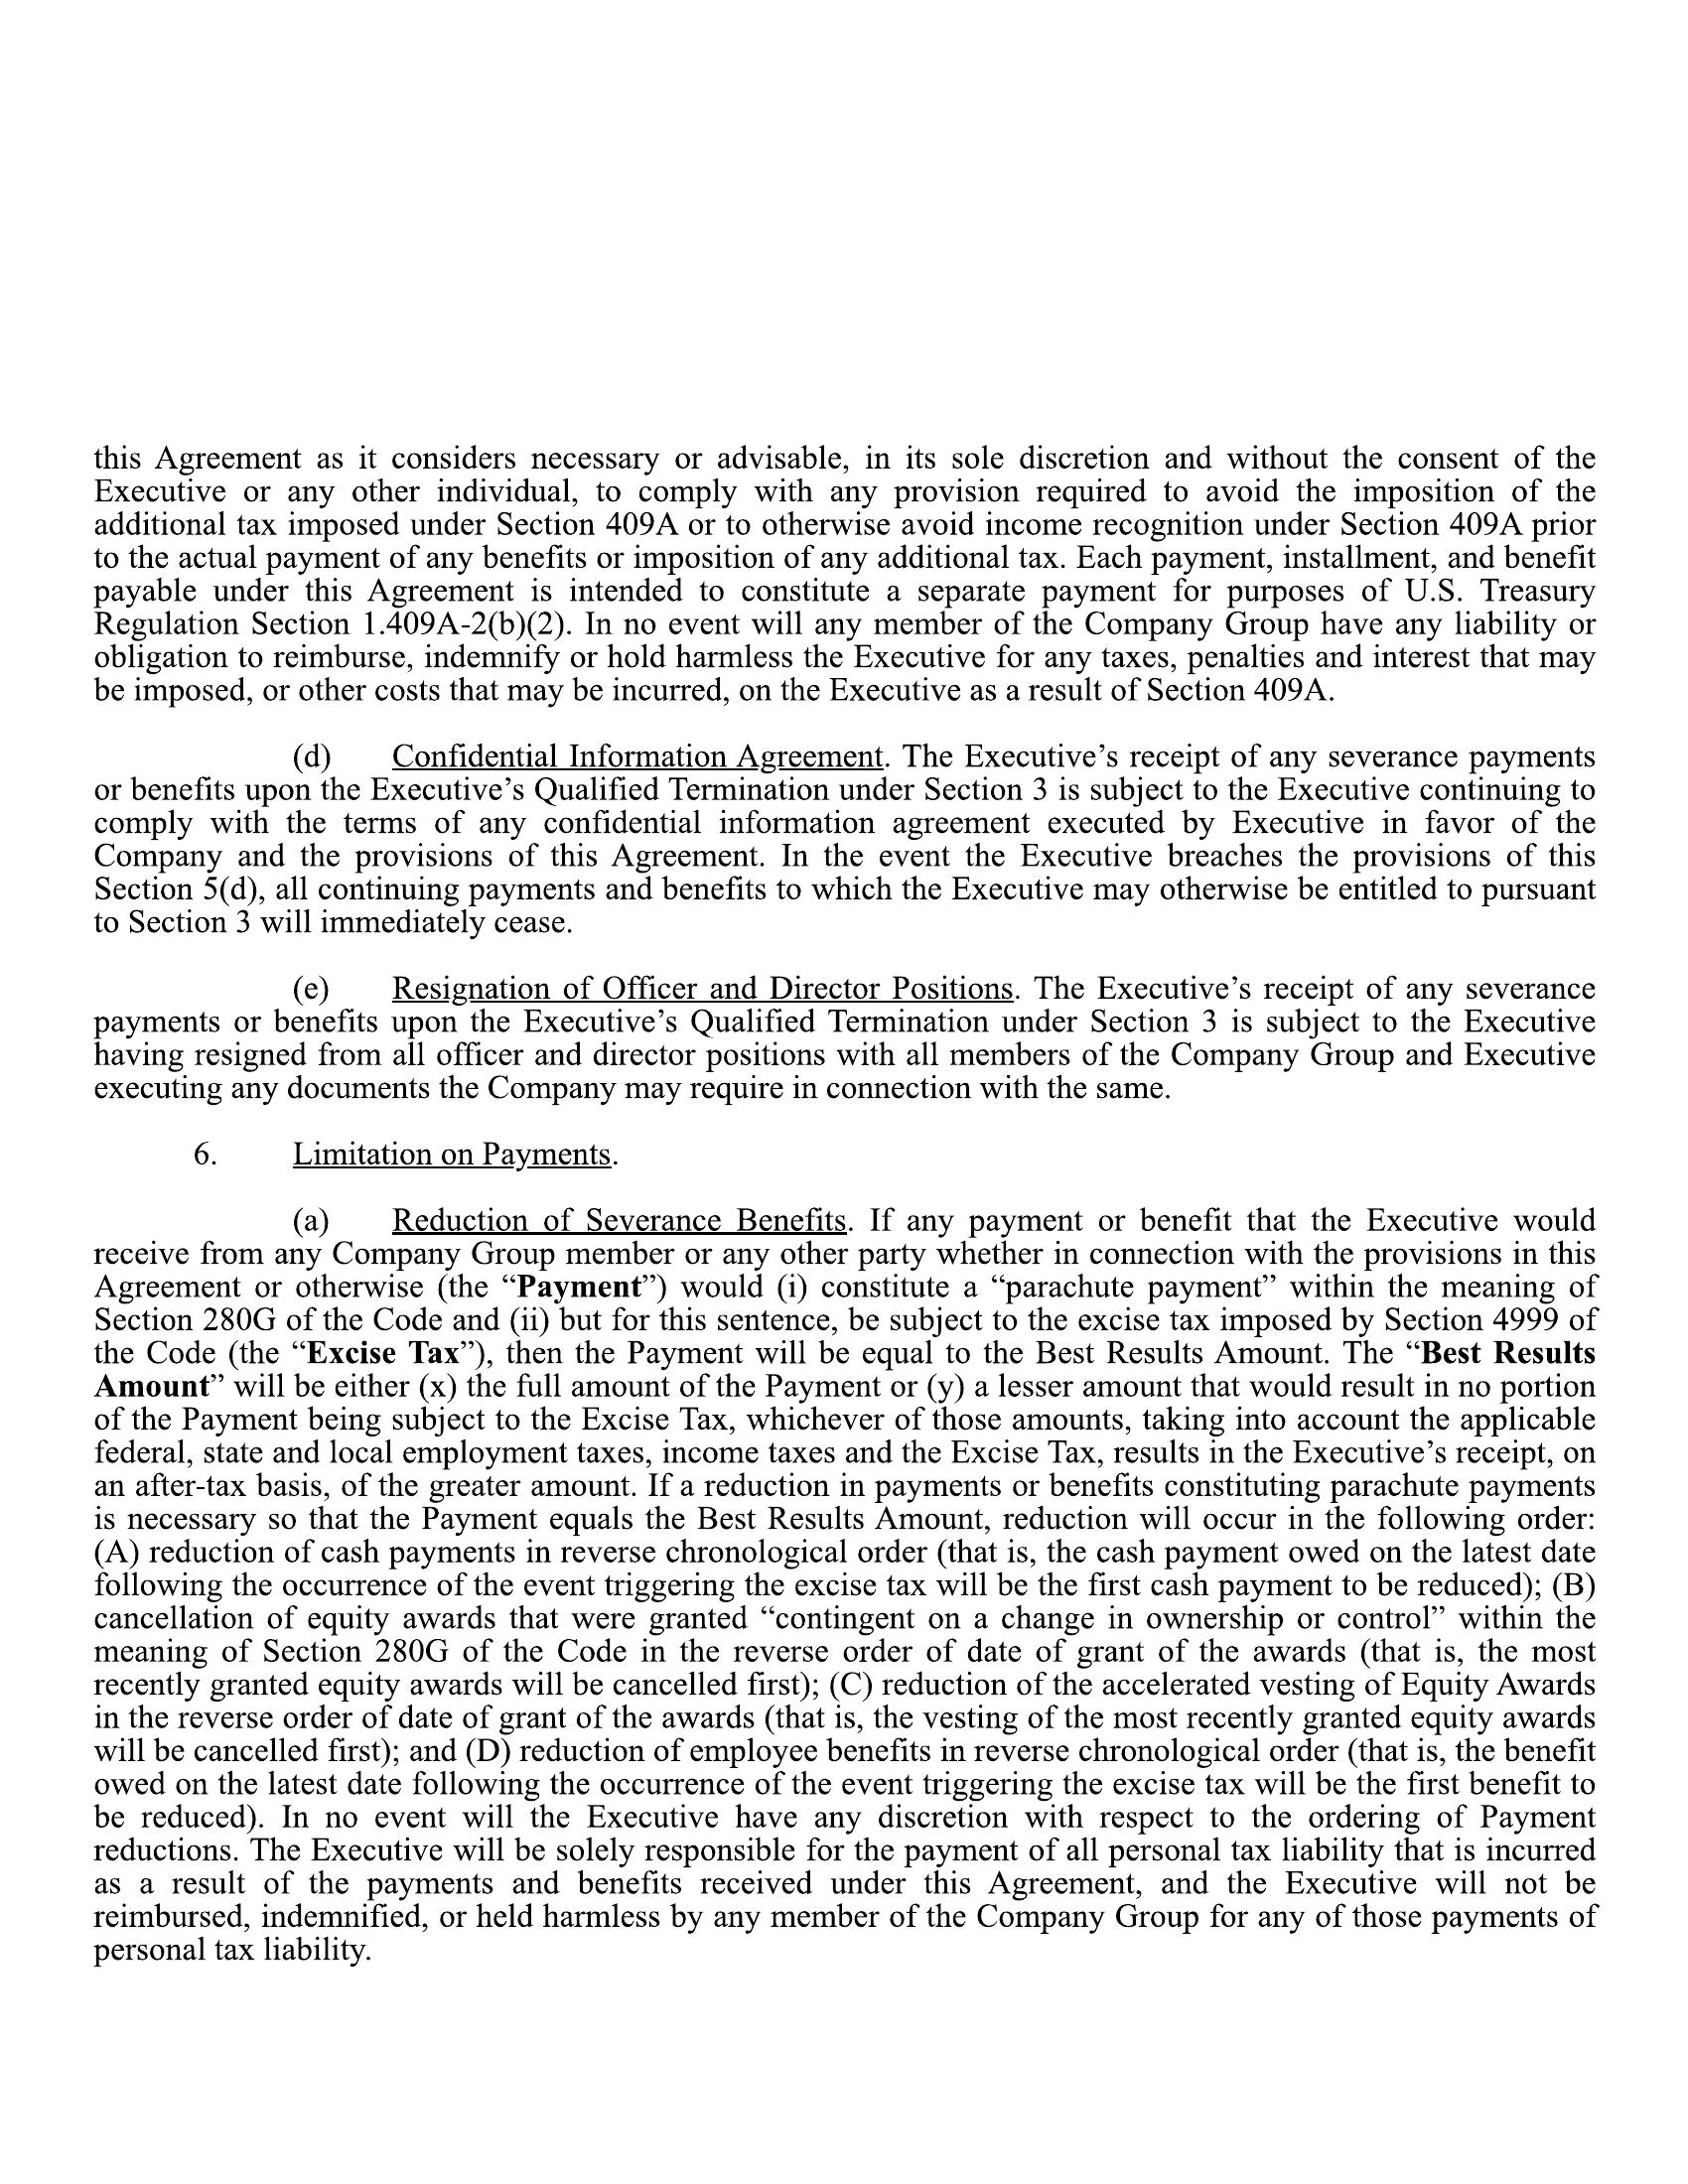 this Agreement as it considers necessary or advisable, in its sole discretion and without the consent of the
Executive or any other individual, to comply with any provision required to avoid the imposition of the
additional tax imposed under Section 409A or to otherwise avoid income recognition under Section 409A prior
to the actual payment of any benefits or imposition of any additional tax. Each payment, installment, and benefit
payable under this Agreement is intended to constitute a separate payment for purposes of U.S. Treasury
Regulation Section 1.409A-2(b)(2). In no event will any member of the Company Group have any liability or
obligation to reimburse, indemnify or hold harmless the Executive for any taxes, penalties and interest that may
be imposed, or other costs that may be incurred, on the Executive as a result of Section 409A.
(d) Confidential Information Agreement. The Executive’s receipt of any severance payments
or benefits upon the Executive’s Qualified Termination under Section 3 is subject to the Executive continuing to
comply with the terms of any confidential information agreement executed by Executive in favor of the
Company and the provisions of this Agreement. In the event the Executive breaches the provisions of this
Section 5(d), all continuing payments and benefits to which the Executive may otherwise be entitled to pursuant
to Section 3 will immediately cease.
(e) Resignation of Officer and Director Positions. The Executive’s receipt of any severance
payments or benefits upon the Executive’s Qualified Termination under Section 3 is subject to the Executive
having resigned from all officer and director positions with all members of the Company Group and Executive
executing any documents the Company may require in connection with the same.
6. Limitation on Payments.
(a) Reduction of Severance Benefits. If any payment or benefit that the Executive would
receive from any Company Group member or any other party whether in connection with the provisions in this
Agreement or otherwise (the “Payment”) would (i) constitute a “parachute payment” within the meaning of
Section 280G of the Code and (ii) but for this sentence, be subject to the excise tax imposed by Section 4999 of
the Code (the “Excise Tax”), then the Payment will be equal to the Best Results Amount. The “Best Results
Amount” will be either (x) the full amount of the Payment or (y) a lesser amount that would result in no portion
of the Payment being subject to the Excise Tax, whichever of those amounts, taking into account the applicable
federal, state and local employment taxes, income taxes and the Excise Tax, results in the Executive’s receipt, on
an after-tax basis, of the greater amount. If a reduction in payments or benefits constituting parachute payments
is necessary so that the Payment equals the Best Results Amount, reduction will occur in the following order:
(A) reduction of cash payments in reverse chronological order (that is, the cash payment owed on the latest date
following the occurrence of the event triggering the excise tax will be the first cash payment to be reduced); (B)
cancellation of equity awards that were granted “contingent on a change in ownership or control” within the
meaning of Section 280G of the Code in the reverse order of date of grant of the awards (that is, the most
recently granted equity awards will be cancelled first); (C) reduction of the accelerated vesting of Equity Awards
in the reverse order of date of grant of the awards (that is, the vesting of the most recently granted equity awards
will be cancelled first); and (D) reduction of employee benefits in reverse chronological order (that is, the benefit
owed on the latest date following the occurrence of the event triggering the excise tax will be the first benefit to
be reduced). In no event will the Executive have any discretion with respect to the ordering of Payment
reductions. The Executive will be solely responsible for the payment of all personal tax liability that is incurred
as a result of the payments and benefits received under this Agreement, and the Executive will not be
reimbursed, indemnified, or held harmless by any member of the Company Group for any of those payments of
personal tax liability.